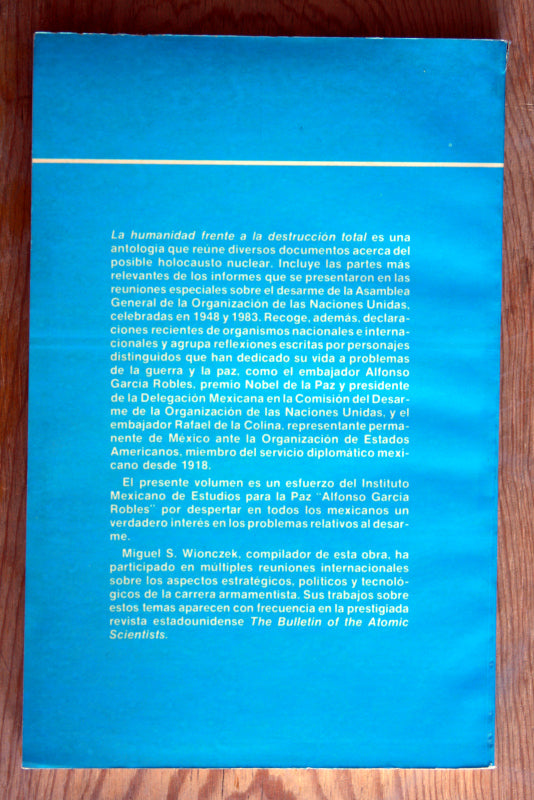 La humanidad frente a la destrucción total es una
antología que reúne diversos documentos acerca del
posible holocausto nuclear. Incluye las partes más
relevantes de los informes que se presentaron en las
reuniones especiales sobre el desarme de la Asamblea
General de la Organización de las Naciones Unidas,
celebradas en 1948 y 1983. Recoge, además, declara-
ciones recientes de organismos nacionales e interna-
cionales y agrupa reflexiones escritas por personajes
distinguidos que han dedicado su vida a problemas
de la guerra y la paz, como el embajador Alfonso
García Robles, premio Nobel de la Paz y presidente
de la Delegación Mexicana en la Comisión del Desar-
me de la Organización de las Naciones Unidas, y el
embajador Rafael de la Colina, representante perma-
nente de México ante la Organización de Estados
Americanos, miembro del servicio diplomático mexi-
cano desde 1918.
El presente volumen es un esfuerzo del Instituto
Mexicano de Estudios para la Paz "Alfonso García
Robles" por despertar en todos los mexicanos un
verdadero interés en los problemas relativos al desar-
me.
Miguel S. Wionczek, compilador de esta obra, ha
participado en múltiples reuniones internacionales
sobre los aspectos estratégicos, políticos y tecnoló-
gicos de la carrera armamentista. Sus trabajos sobre
estos temas aparecen con frecuencia en la prestigiada
revista estadounidense The Bulletin of the Atomic
Scientists.